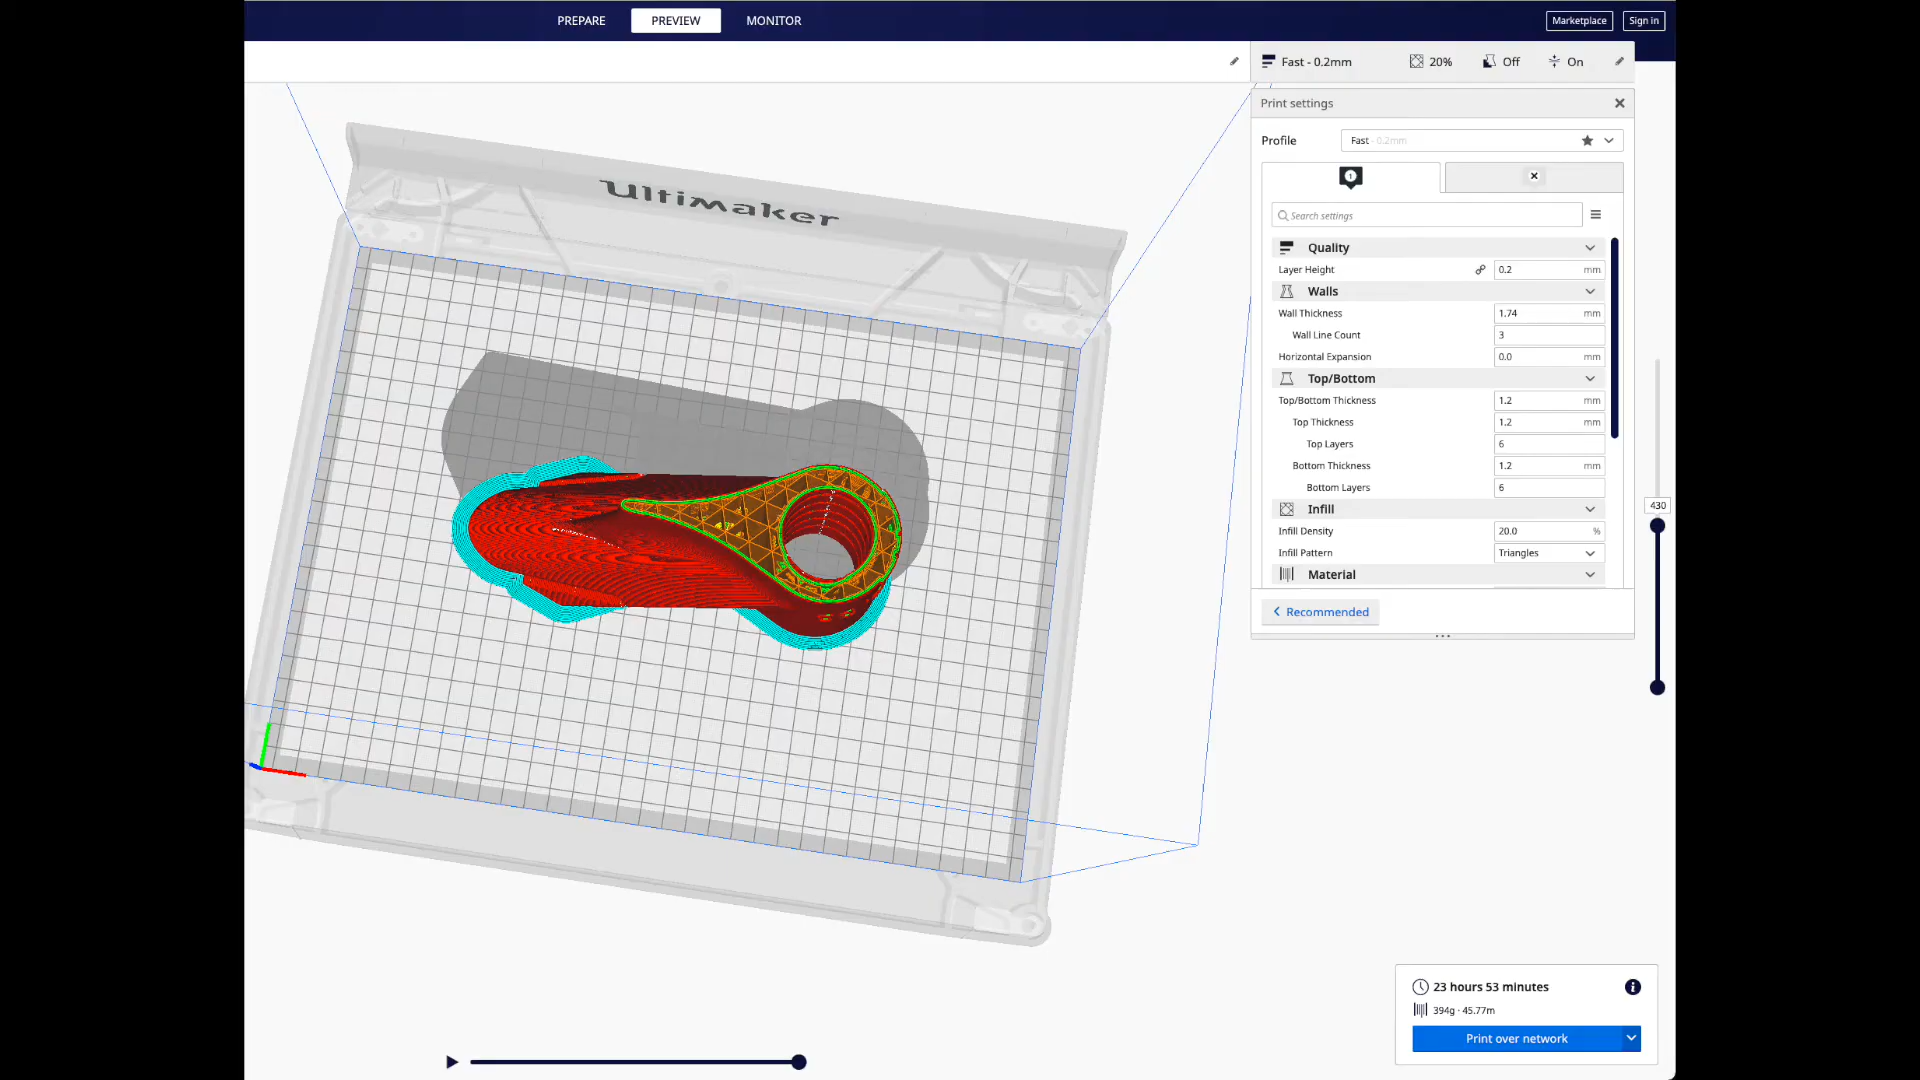 PREPARE PREVIEW MONITOR Marketplace Sign in
Fast - 0.2mm 20% Off On
Print settings
Profile Fast - 0.2mm
1
Search settings
Quality
Layer Height 0.2 mm
Walls
Wall Thickness 1.74 mm
Wall Line Count 3
Horizontal Expansion 0.0 mm
Top/Bottom
Top/Bottom Thickness 1.2 mm
Top Thickness 1.2 mm
Top Layers 6
Bottom Thickness 1.2 mm
Bottom Layers 6
Infill
Infill Density 20.0 %
Infill Pattern Triangles
Material
Recommended
Ultimaker
430
23 hours 53 minutes
394g · 45.77m
Print over network